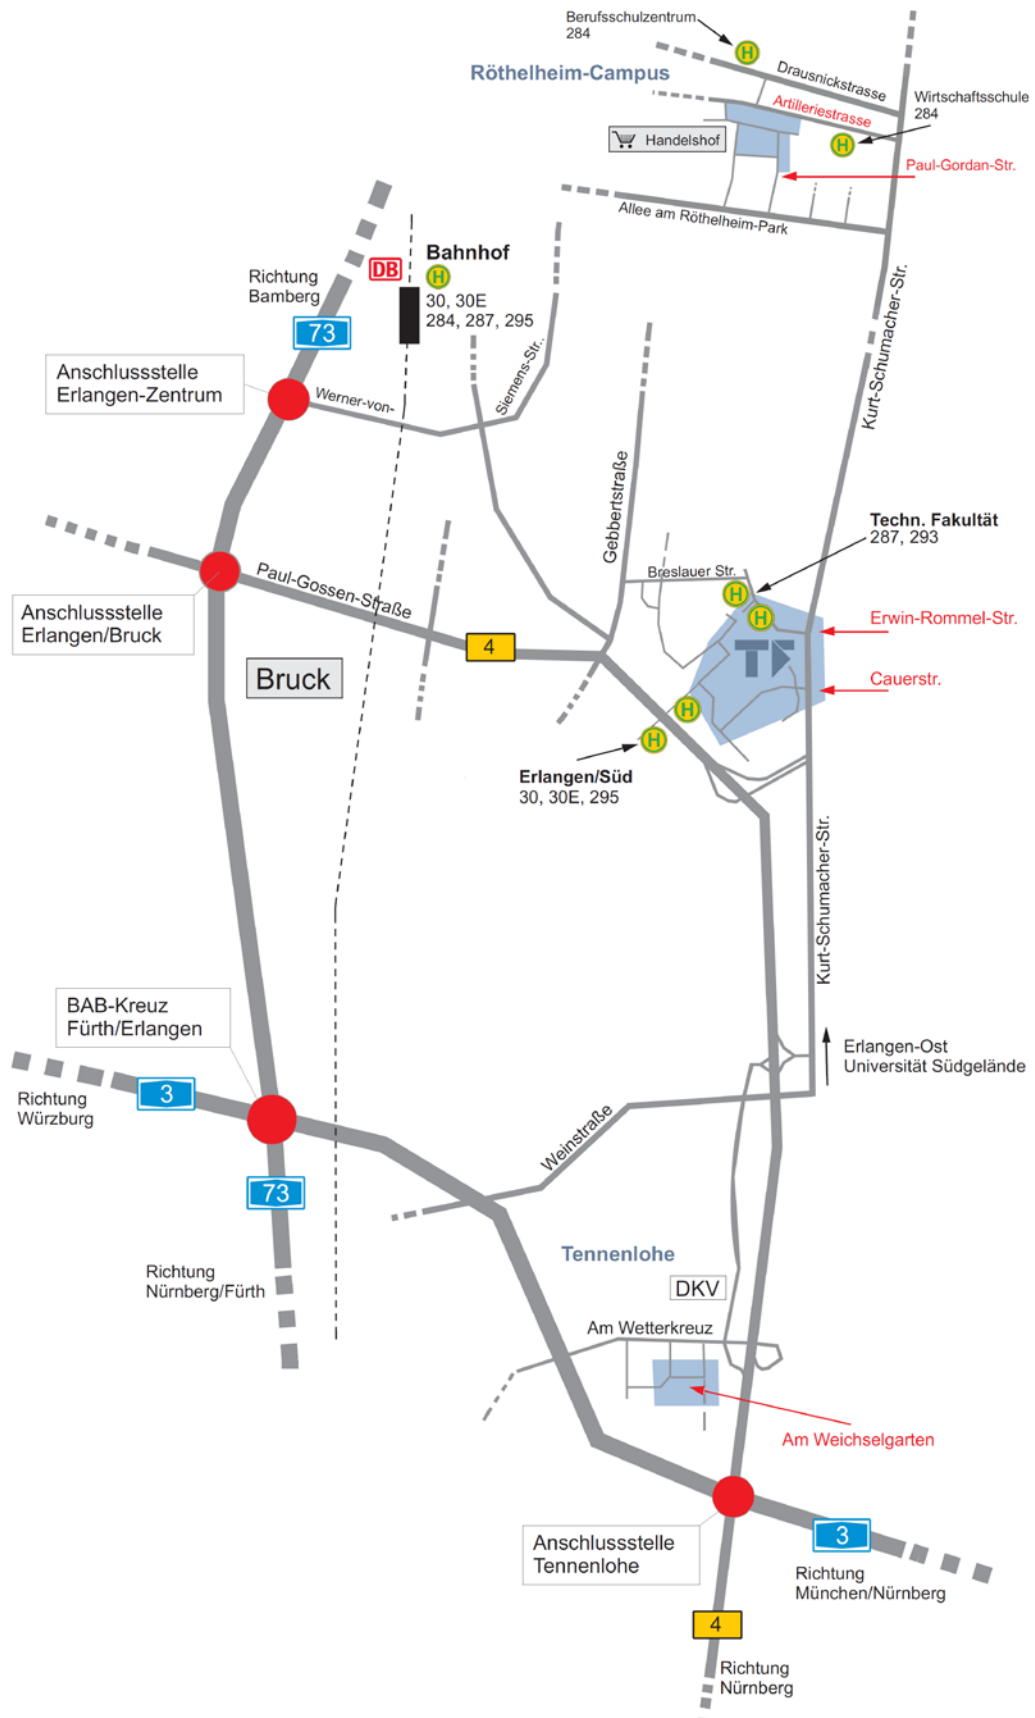 Berufsschulzentrum
284
Röthelheim-Campus
Drausnickstrasse
Wirtschaftsschule
284
Artilleriestrasse
Handelshof
Paul-Gordan-Str.
Allee am Röthelheim-Park
Bahnhof
H
H
H
DB
30, 30E
284, 287, 295
Richtung
Bamberg
73
Kurt-Schumacher-Str.
Anschlussstelle
Erlangen-Zentrum
Werner-von-
Siemens-Str..
Gebbertstraße
Techn. Fakultät
287, 293
Breslauer Str.
H
H
Paul-Gossen-Straße
Anschlussstelle
Erlangen/Bruck
Erwin-Rommel-Str.
4
TF
Bruck
Cauerstr.
H
H
Erlangen/Süd
30, 30E, 295
Kurt-Schumacher-Str.
BAB-Kreuz
Fürth/Erlangen
Erlangen-Ost
Universität Südgelände
3
Richtung
Würzburg
Weinstraße
73
Richtung
Nürnberg/Fürth
Tennenlohe
DKV
Am Wetterkreuz
Am Weichselgarten
Anschlussstelle
Tennenlohe
3
Richtung
München/Nürnberg
4
Richtung
Nürnberg